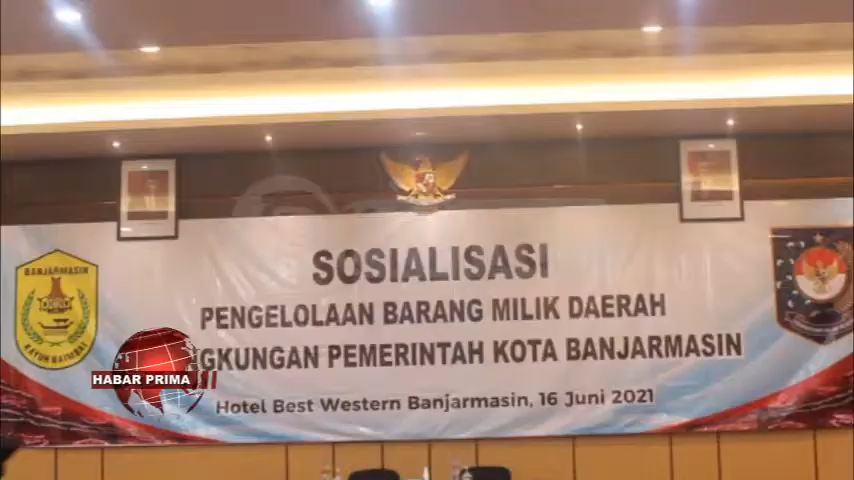 SOSIALISASI
PENGELOLAAN BARANG MILIK DAERAH
GKUNGAN PEMERINTAH KOTA BANJARMASIN
Hotel Best Western Banjarmasin, 16 Juni 2021
BANJARMASIN
KAYUH BAIMBAI
HABAR PRIMA